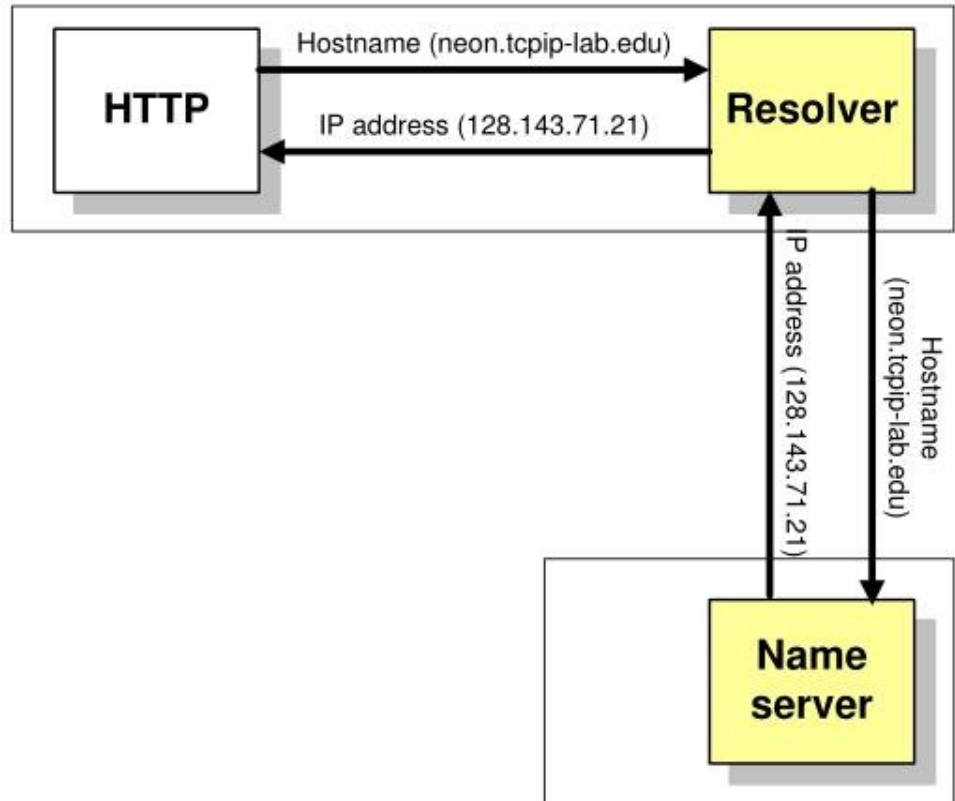 Hostname (neon.tcpip-lab.edu)
HTTP
Resolver
IP address (128.143.71.21)
IP address (128.143.71.21)
Hostname
(neon.tcpip-lab.edu)
Name
server